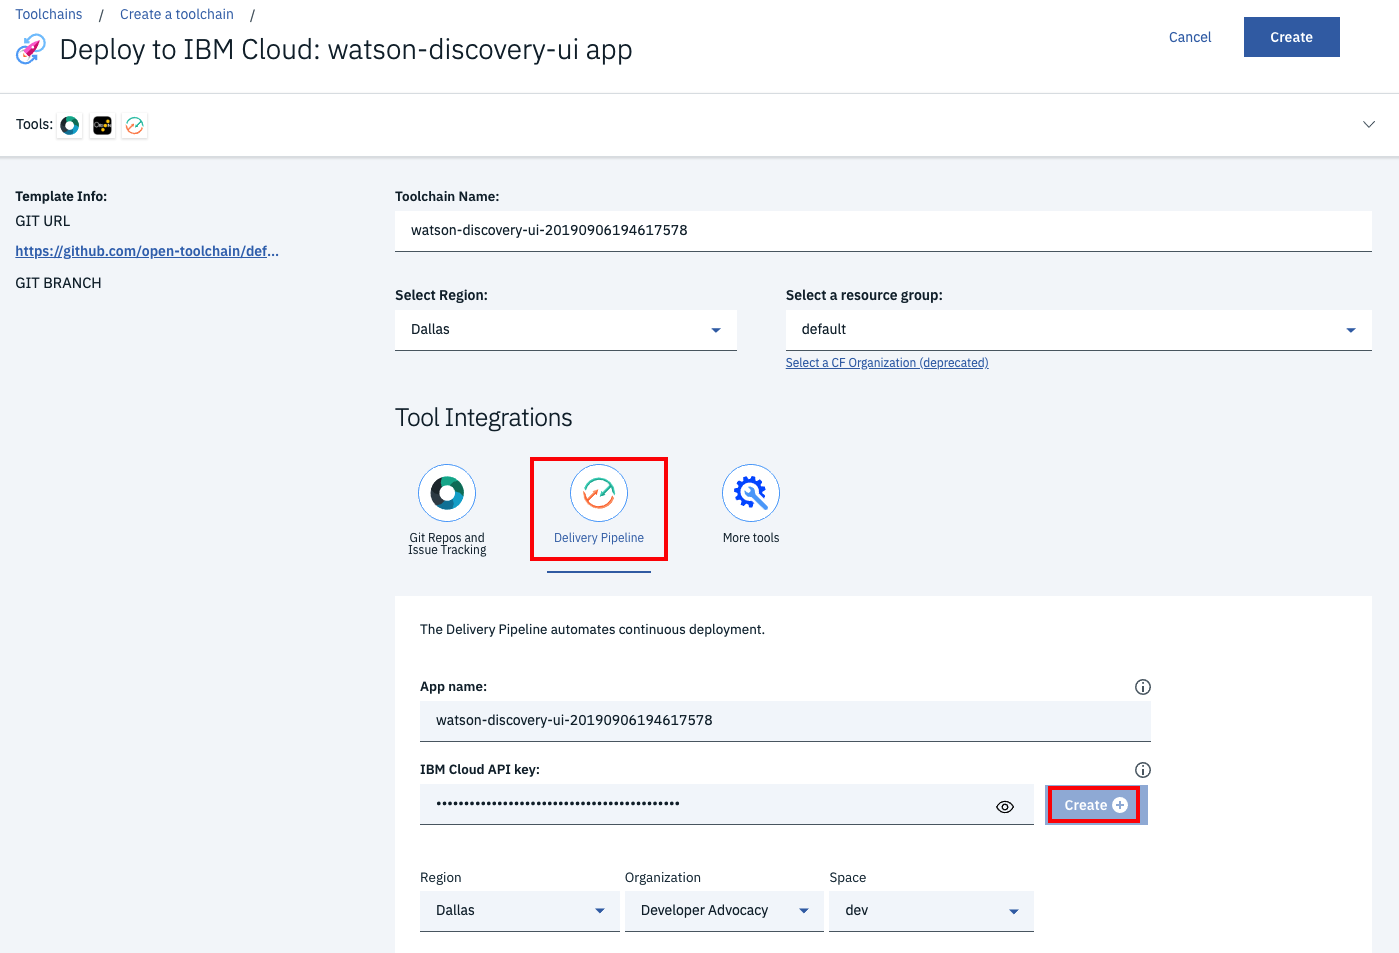 Toolchains / Create a toolchain /
Deploy to IBM Cloud: watson-discovery-ui app
Cancel
Create
Tools:
Template Info:
GIT URL
https://github.com/open-toolchain/def...
GIT BRANCH
Toolchain Name:
watson-discovery-ui-20190906194617578
Select Region:
Dallas
Select a resource group:
default
Select a CF Organization (deprecated)
Tool Integrations
Git Repos and
Issue Tracking
Delivery Pipeline
More tools
The Delivery Pipeline automates continuous deployment.
App name:
watson-discovery-ui-20190906194617578
IBM Cloud API key:
Create
Region
Organization
Space
Dallas
Developer Advocacy
dev